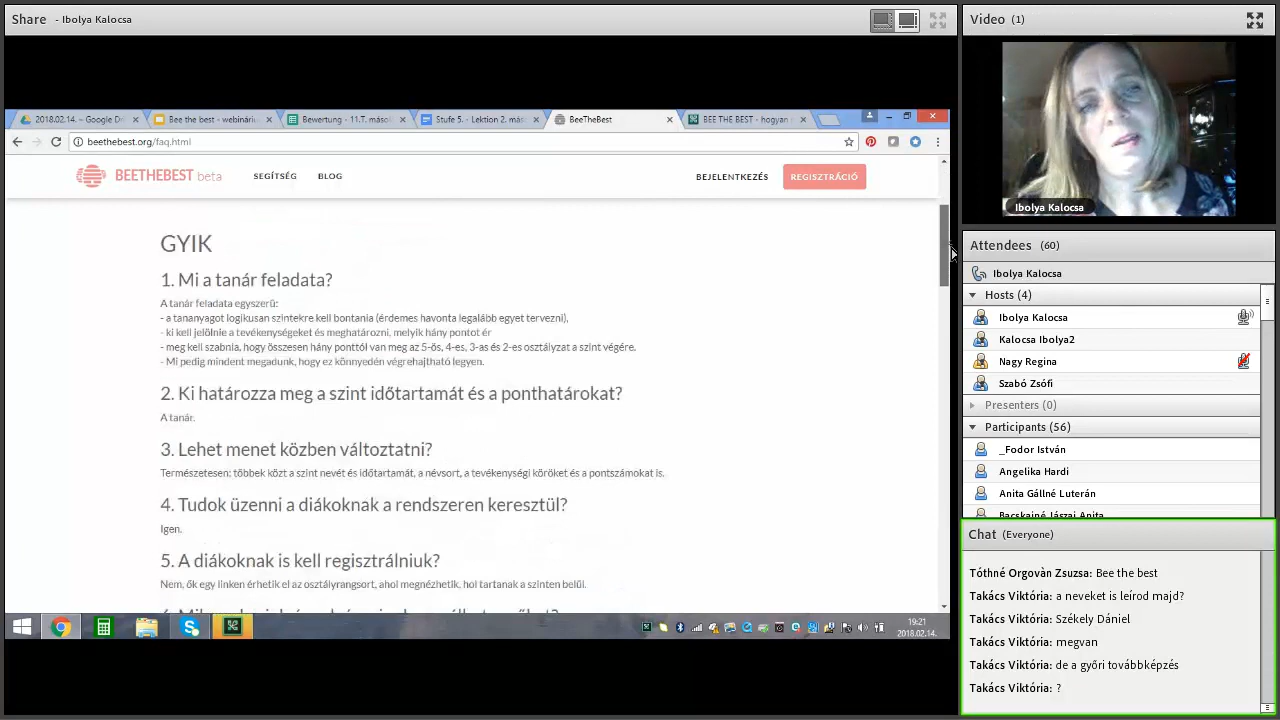 Share - Ibolya Kalocsa
2018.02.14. – Google D
Bee the best - webin
Bewertung - 11.T. máso
Stufe 5. – Lektion 2. má
BeeTheBest
BEE THE BEST - hogyan
beethebest.org/faq.html
BEETHEBEST beta
SEGÍTSÉG
BLOG
BEJELENTKEZÉS
REGISZTRÁCIÓ
GYIK
1. Mi a tanár feladata?
A tanár feladata egyszerű:
- a tananyagot logikusan szintekre kell bontania (érdemes havonta legalább egyet tervezni),
- ki kell jelölnie a tevékenységeket és meghatározni, melyik hány pontot ér
- meg kell szabnia, hogy összesen hány ponttól van meg az 5-ös, 4-es, 3-as és 2-es osztályzat a szint végére.
- Mi pedig mindent megadunk, hogy ez könnyedén végrehajtható legyen.
2. Ki határozza meg a szint időtartamát és a ponthatárokat?
A tanár.
3. Lehet menet közben változtatni?
Természetesen; többek közt a szint nevét és időtartamát, a névsort, a tevékenységi köröket és a pontszámokat is.
4. Tudok üzenni a diákoknak a rendszeren keresztül?
Igen.
5. A diákoknak is kell regisztrálniuk?
Nem, ők egy linken érhetik el az osztályrangsort, ahol megnézhetik, hol tartanak a szinten belül.
19:21
2018.02.14.
Video (1)
Ibolya Kalocsa
Attendees (60)
Ibolya Kalocsa
Hosts (4)
Ibolya Kalocsa
Kalocsa Ibolya2
Nagy Regina
Szabó Zsófi
Presenters (0)
Participants (56)
_Fodor István
Angelika Hardi
Anita Gállné Luterán
Bacskainé Jászai Anita
Chat (Everyone)
Tóthné Orgovàn Zsuzsa: Bee the best
Takács Viktória: a neveket is leírod majd?
Takács Viktória: Székely Dániel
Takács Viktória: megvan
Takács Viktória: de a győri továbbképzés
Takács Viktória: ?